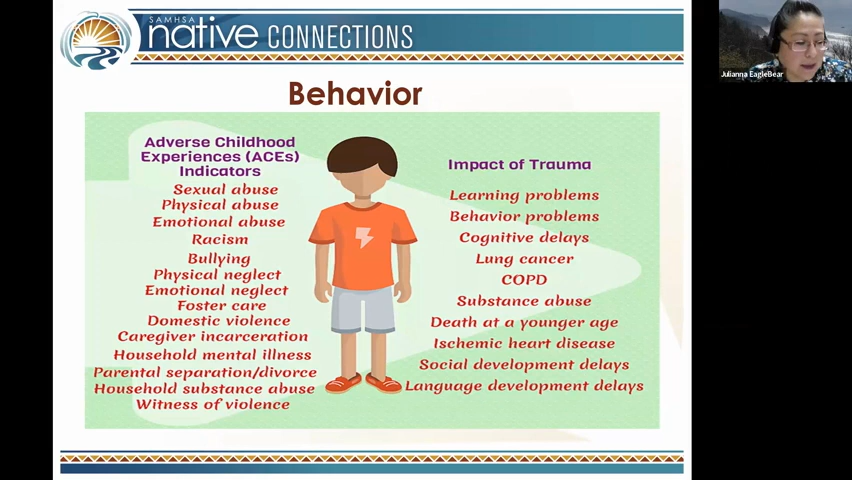 SAMHSA
native CONNECTIONS
Julianna EagleBear
Behavior
Adverse Childhood
Experiences (ACEs)
Indicators
Sexual abuse
Physical abuse
Emotional abuse
Racism
Bullying
Physical neglect
Emotional neglect
Foster care
Domestic violence
Caregiver incarceration
Household mental illness
Parental separation/divorce
Household substance abuse
Witness of violence
Impact of Trauma
Learning problems
Behavior problems
Cognitive delays
Lung cancer
COPD
Substance abuse
Death at a younger age
Ischemic heart disease
Social development delays
Language development delays